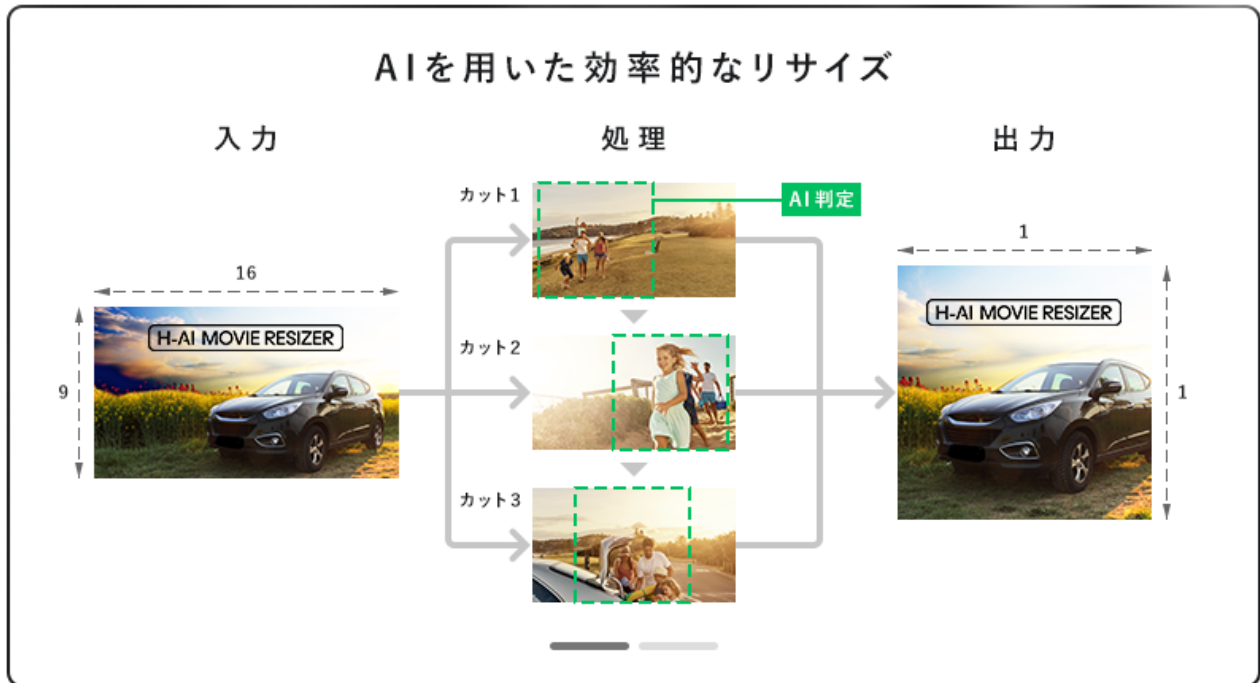 AIを用いた効率的なリサイズ
入力
処理
出力
カット1
AI判定
16
9
H-AI MOVIE RESIZER
カット2
カット3
1
H-AI MOVIE RESIZER
1